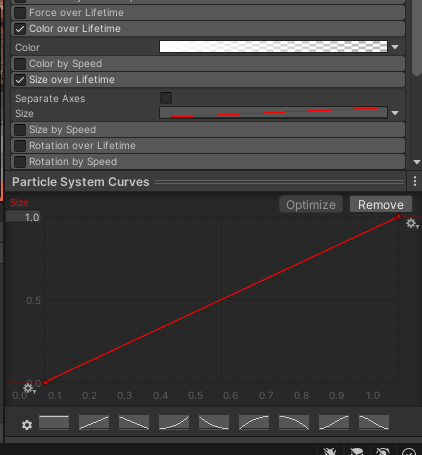 Force over Lifetime
Color over Lifetime
Color
Color by Speed
Size over Lifetime
Separate Axes
Size
Size by Speed
Rotation over Lifetime
Rotation by Speed
Particle System Curves
Size
Optimize Remove
1.0
0.5
0.0
0.0 0.1 0.2 0.3 0.4 0.5 0.6 0.7 0.8 0.9 1.0